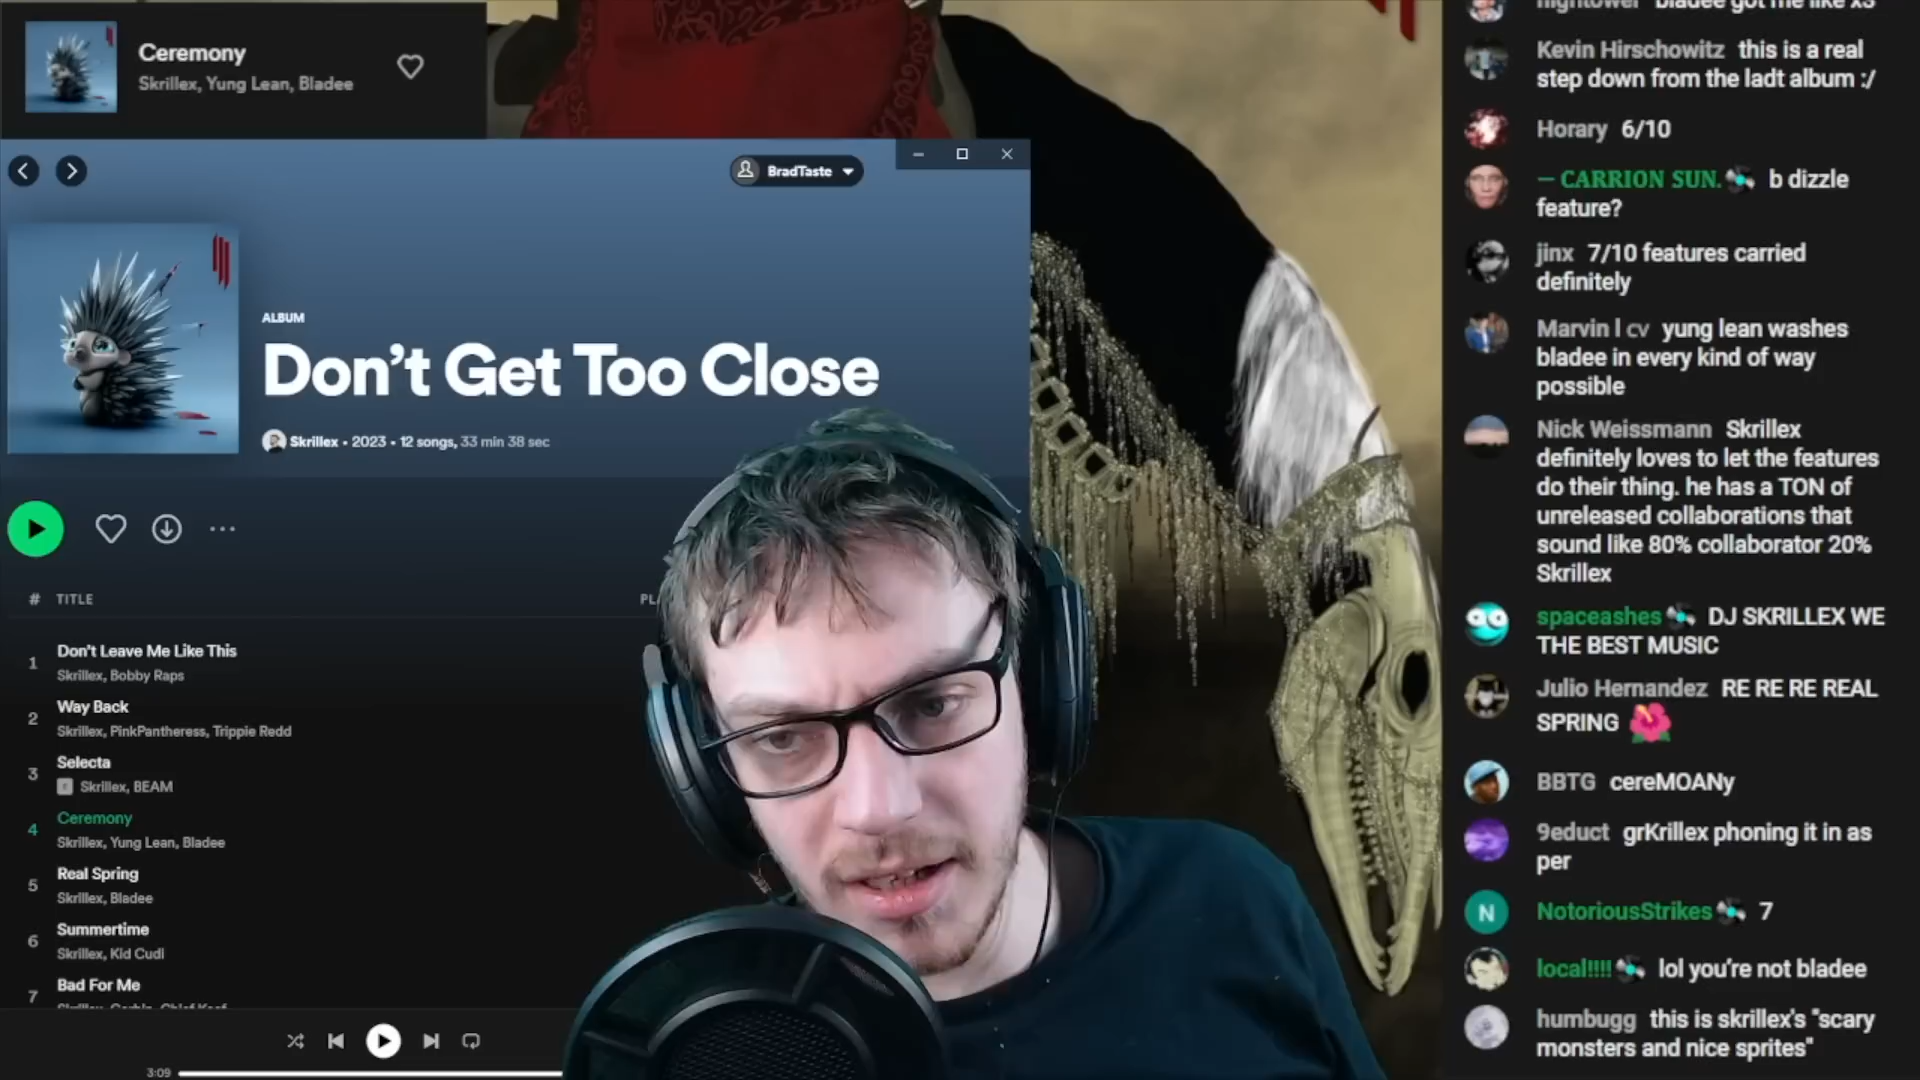 Ceremony
Skrillex, Yung Lean, Bladee
BradTaste
ALBUM
Don't Get Too Close
Skrillex • 2023 • 12 songs, 33 min 38 sec
# TITLE
1 Don't Leave Me Like This
Skrillex, Bobby Raps
2 Way Back
Skrillex, PinkPantheress, Trippie Redd
3 Selecta
E Skrillex, BEAM
4 Ceremony
Skrillex, Yung Lean, Bladee
5 Real Spring
Skrillex, Bladee
6 Summertime
Skrillex, Kid Cudi
7 Bad For Me
3:09
nightower bladee got me like x3
Kevin Hirschowitz this is a real
step down from the ladt album :/
Horary 6/10
— CARRION SUN. b dizzle
feature?
jinx 7/10 features carried
definitely
Marvin l cv yung lean washes
bladee in every kind of way
possible
Nick Weissmann Skrillex
definitely loves to let the features
do their thing. he has a TON of
unreleased collaborations that
sound like 80% collaborator 20%
Skrillex
spaceashes DJ SKRILLEX WE
THE BEST MUSIC
Julio Hernandez RE RE RE REAL
SPRING 🌺
BBTG cereMOANy
9educt grKrillex phoning it in as
per
N NotoriousStrikes 7
local!!!! lol you're not bladee
humbugg this is skrillex's "scary
monsters and nice sprites"